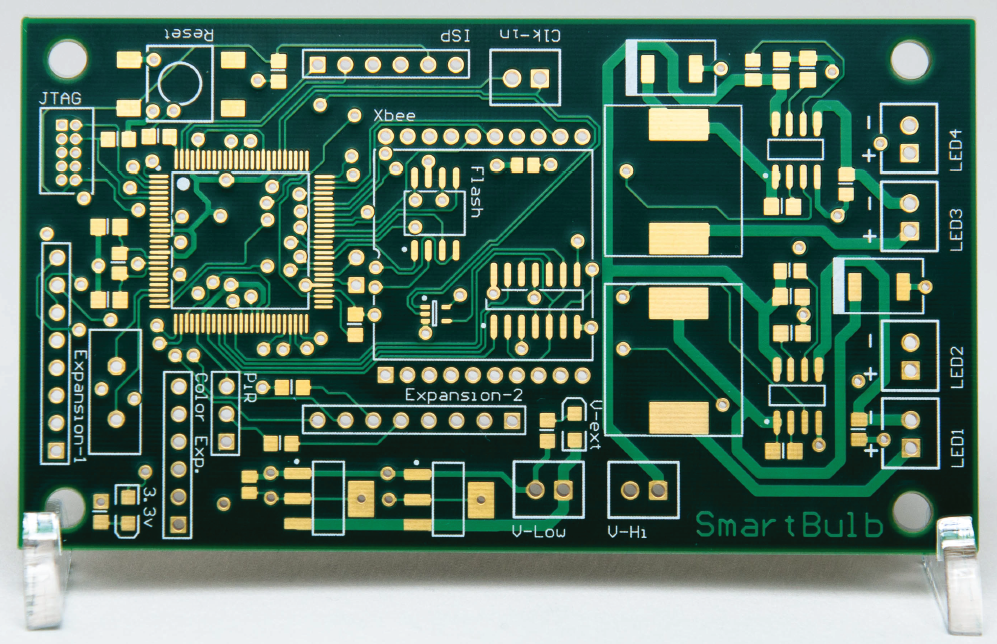 Reset
ISP
Clk-in
JTAG
Xbee
Flash
LED4
- +
LED3
- +
Expansion-1
Color Exp.
PiR
Expansion-2
V-ext
LED2
- +
LED1
- +
3.3v
V-Low
V-Hi
SmartBulb